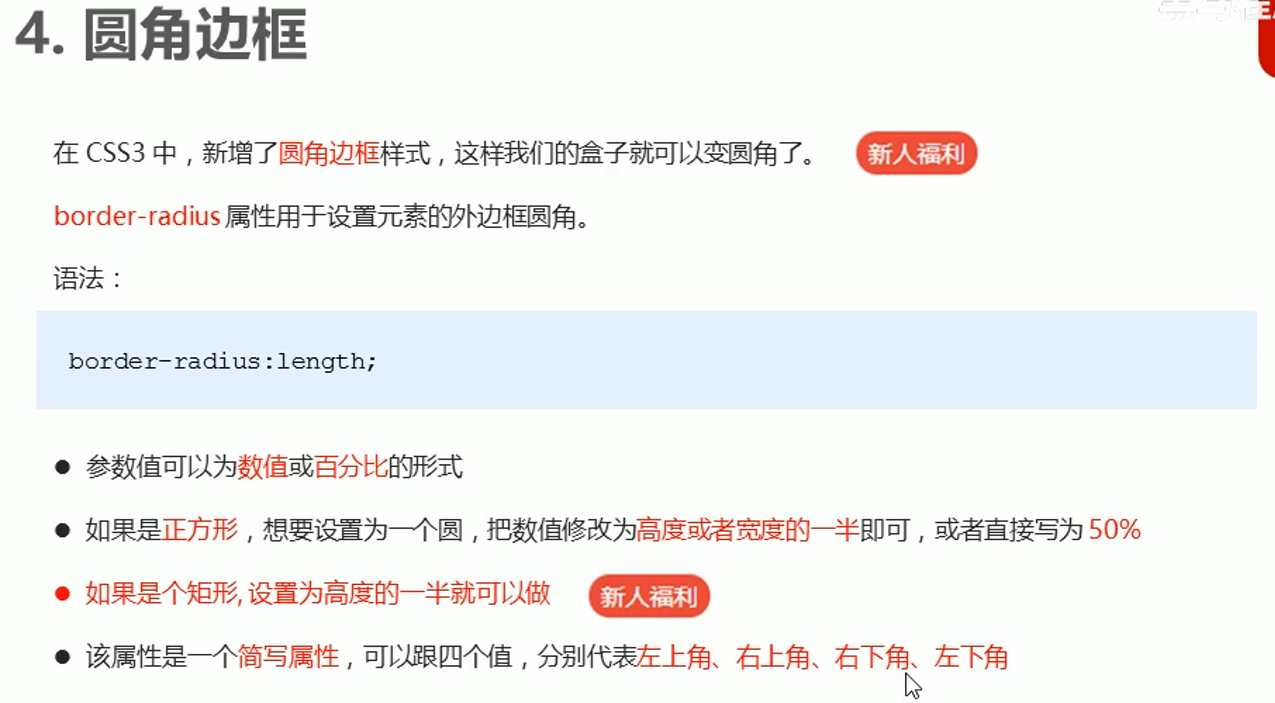 4. 圆角边框
在 CSS3 中，新增了圆角边框样式，这样我们的盒子就可以变圆角了。 新人福利
border-radius 属性用于设置元素的外边框圆角。
语法：
border-radius:length;
● 参数值可以为数值或百分比的形式
● 如果是正方形，想要设置为一个圆，把数值修改为高度或者宽度的一半即可，或者直接写为 50%
● 如果是个矩形, 设置为高度的一半就可以做 新人福利
● 该属性是一个简写属性，可以跟四个值，分别代表左上角、右上角、右下角、左下角